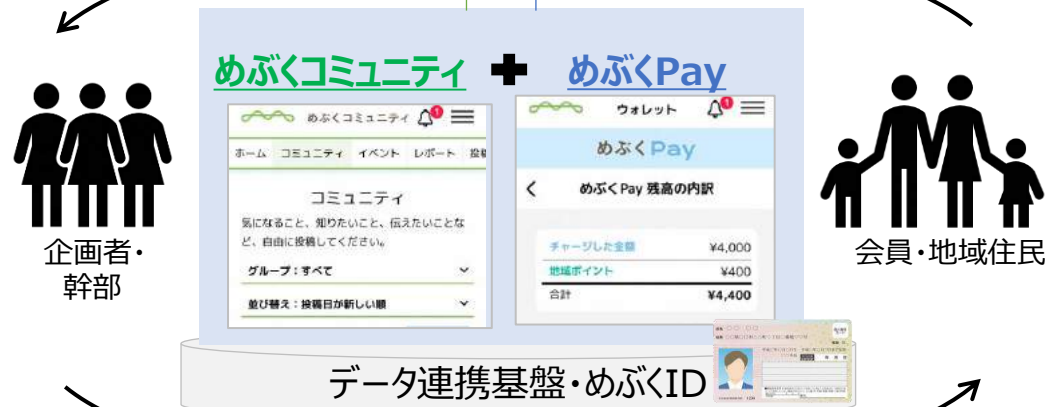 めぶくコミュニティ ✚ めぶくPay
めぶくコミュニティ 1
ホーム コミュニティ イベント レポート 投稿
コミュニティ
気になること、知りたいこと、伝えたいことな
ど、自由に投稿してください。
グループ:すべて
並び替え:投稿日が新しい順
ウォレット 1
めぶくPay
めぶくPay 残高の内訳
チャージした金額 ¥4,000
地域ポイント ¥400
合計 ¥4,400
企画者・
幹部
会員・地域住民
データ連携基盤・めぶくID